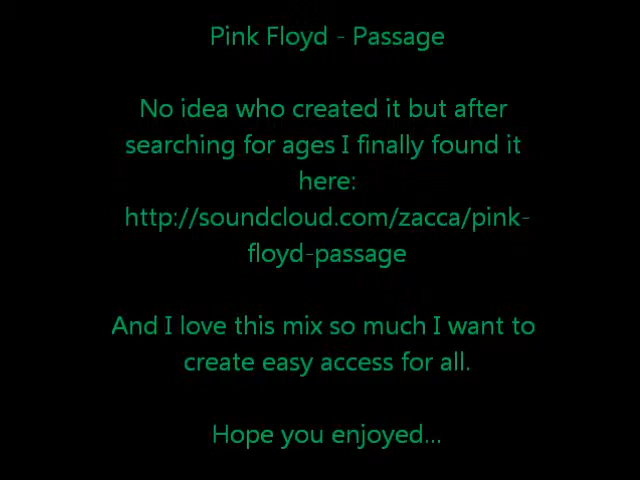 Pink Floyd - Passage
No idea who created it but after
searching for ages I finally found it
here:
http://soundcloud.com/zacca/pink-
floyd-passage
And I love this mix so much I want to
create easy access for all.
Hope you enjoyed...